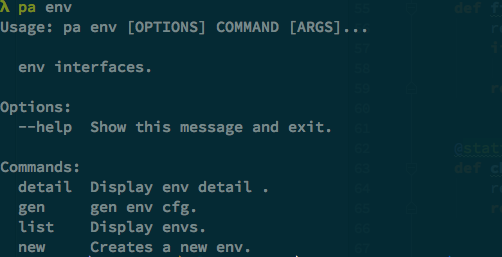 λ pa env
Usage: pa env [OPTIONS] COMMAND [ARGS]...
env interfaces.
Options:
--help  Show this message and exit.
Commands:
detail  Display env detail .
gen     gen env cfg.
list    Display envs.
new     Creates a new env.